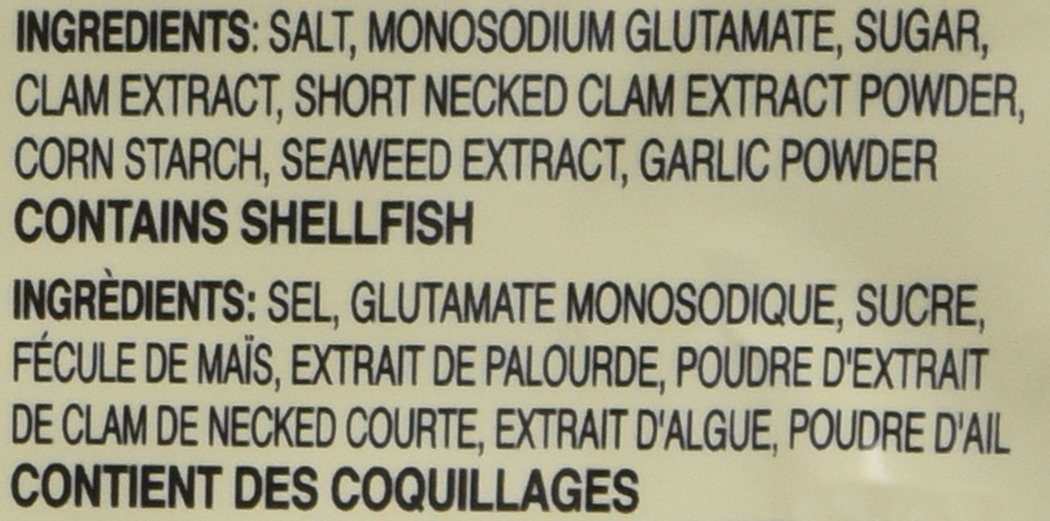 INGREDIENTS: SALT, MONOSODIUM GLUTAMATE, SUGAR,
CLAM EXTRACT, SHORT NECKED CLAM EXTRACT POWDER,
CORN STARCH, SEAWEED EXTRACT, GARLIC POWDER
CONTAINS SHELLFISH
INGRÈDIENTS: SEL, GLUTAMATE MONOSODIQUE, SUCRE,
FÉCULE DE MAÏS, EXTRAIT DE PALOURDE, POUDRE D'EXTRAIT
DE CLAM DE NECKED COURTE, EXTRAIT D'ALGUE, POUDRE D'AIL
CONTIENT DES COQUILLAGES